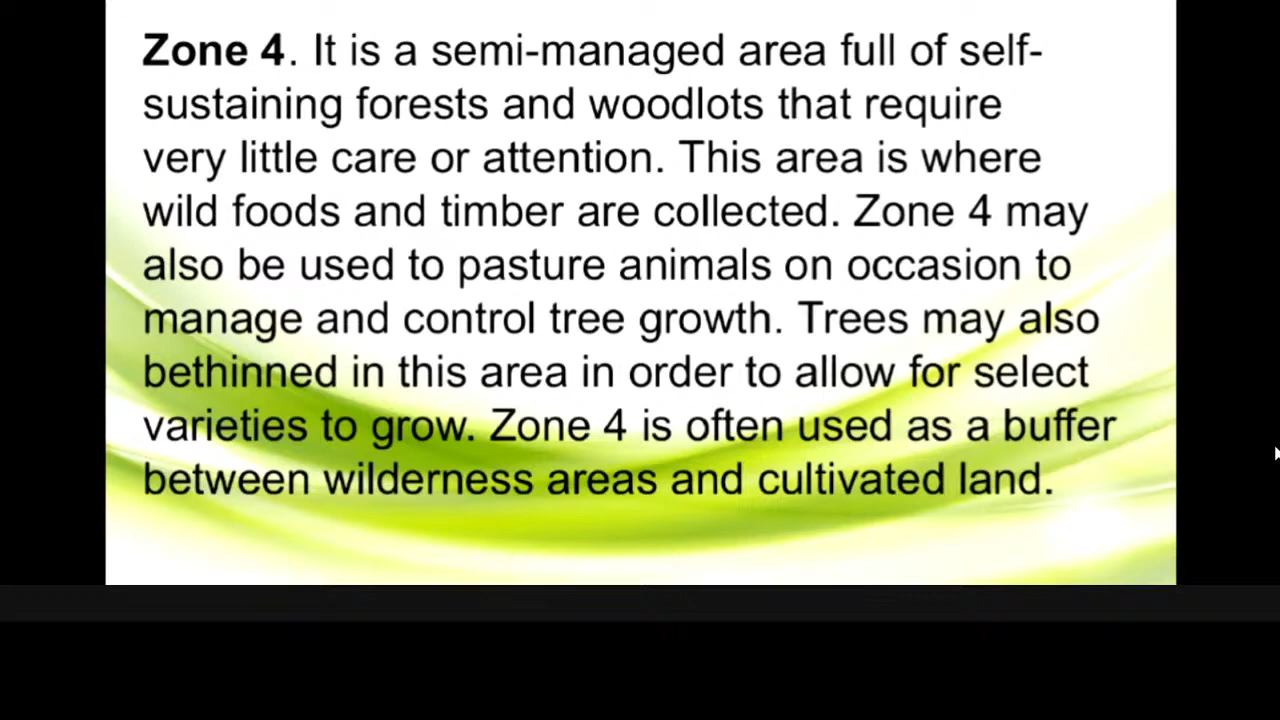 Zone 4. It is a semi-managed area full of self-
sustaining forests and woodlots that require
very little care or attention. This area is where
wild foods and timber are collected. Zone 4 may
also be used to pasture animals on occasion to
manage and control tree growth. Trees may also
bethinned in this area in order to allow for select
varieties to grow. Zone 4 is often used as a buffer
between wilderness areas and cultivated land.